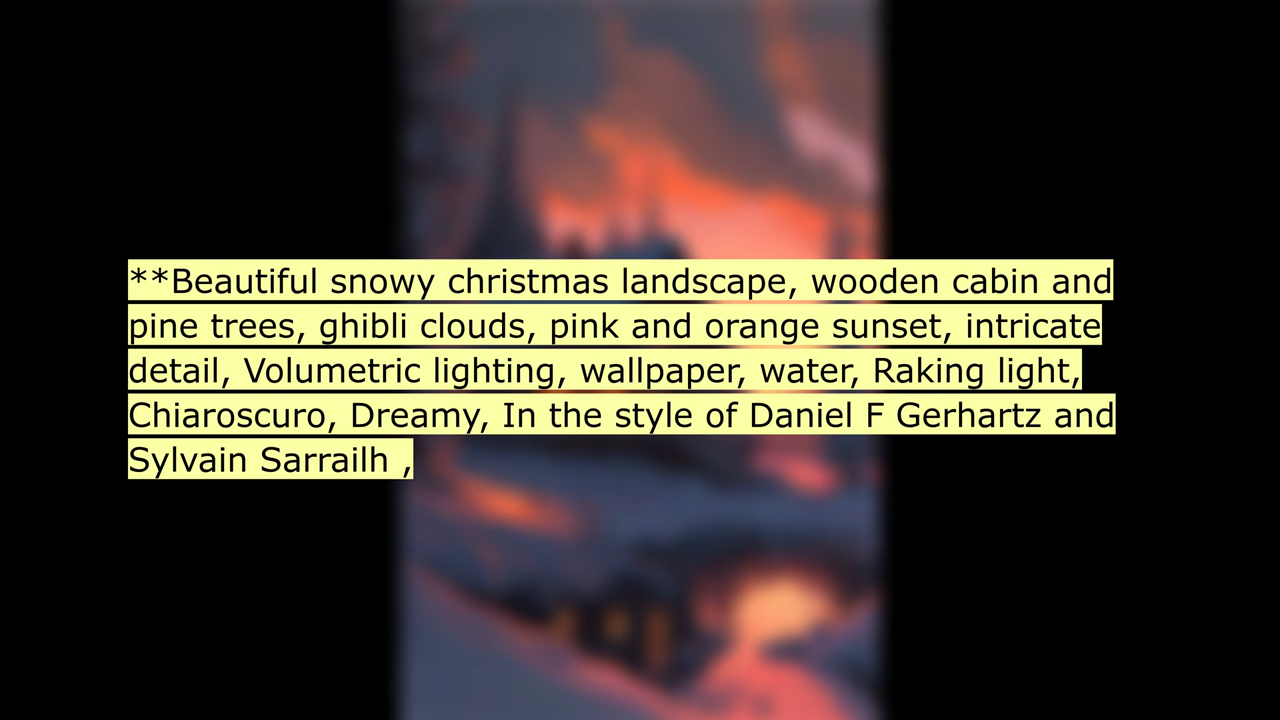 **Beautiful snowy christmas landscape, wooden cabin and
pine trees, ghibli clouds, pink and orange sunset, intricate
detail, Volumetric lighting, wallpaper, water, Raking light,
Chiaroscuro, Dreamy, In the style of Daniel F Gerhartz and
Sylvain Sarrailh ,